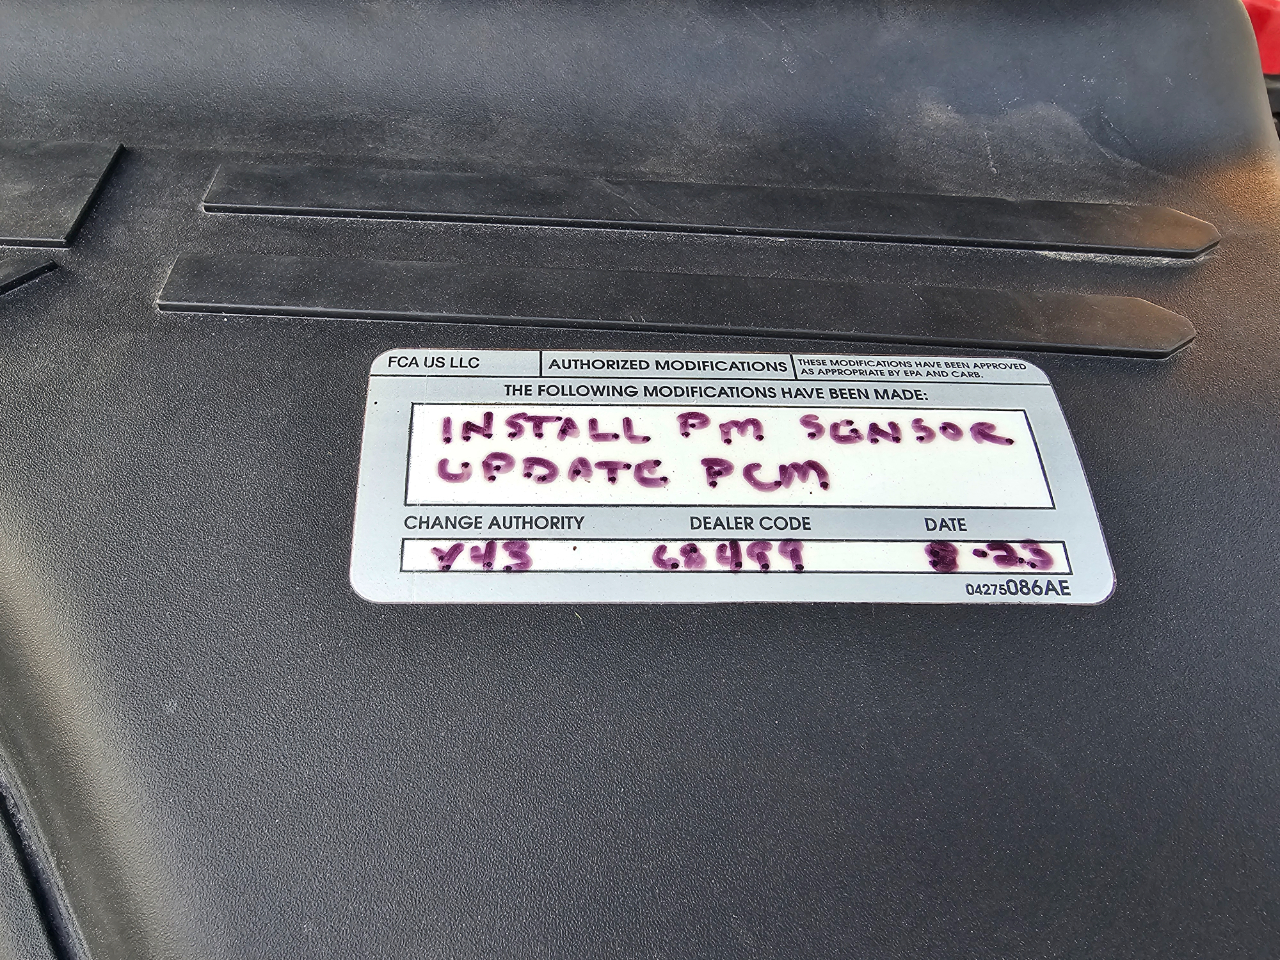 FCA US LLC
AUTHORIZED MODIFICATIONS
THESE MODIFICATIONS HAVE BEEN APPROVED
AS APPROPRIATE BY EPA AND CARB.
THE FOLLOWING MODIFICATIONS HAVE BEEN MADE:
INSTALL PM SENSOR
UPDATE PCM
CHANGE AUTHORITY DEALER CODE DATE
Y43 68499 8-23
04275086AE